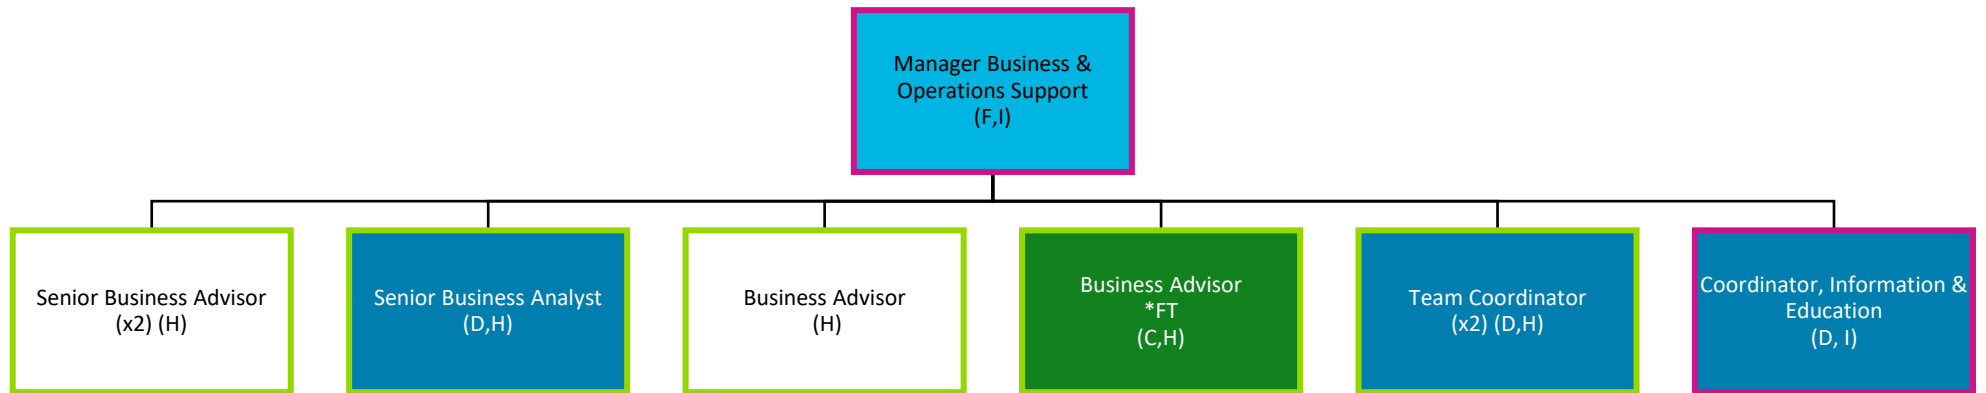 Manager Business &
Operations Support
(F,I)
Senior Business Advisor
(x2) (H)
Senior Business Analyst
(D,H)
Business Advisor
(H)
Business Advisor
*FT
(C,H)
Team Coordinator
(x2) (D,H)
Coordinator, Information &
Education
(D, I)